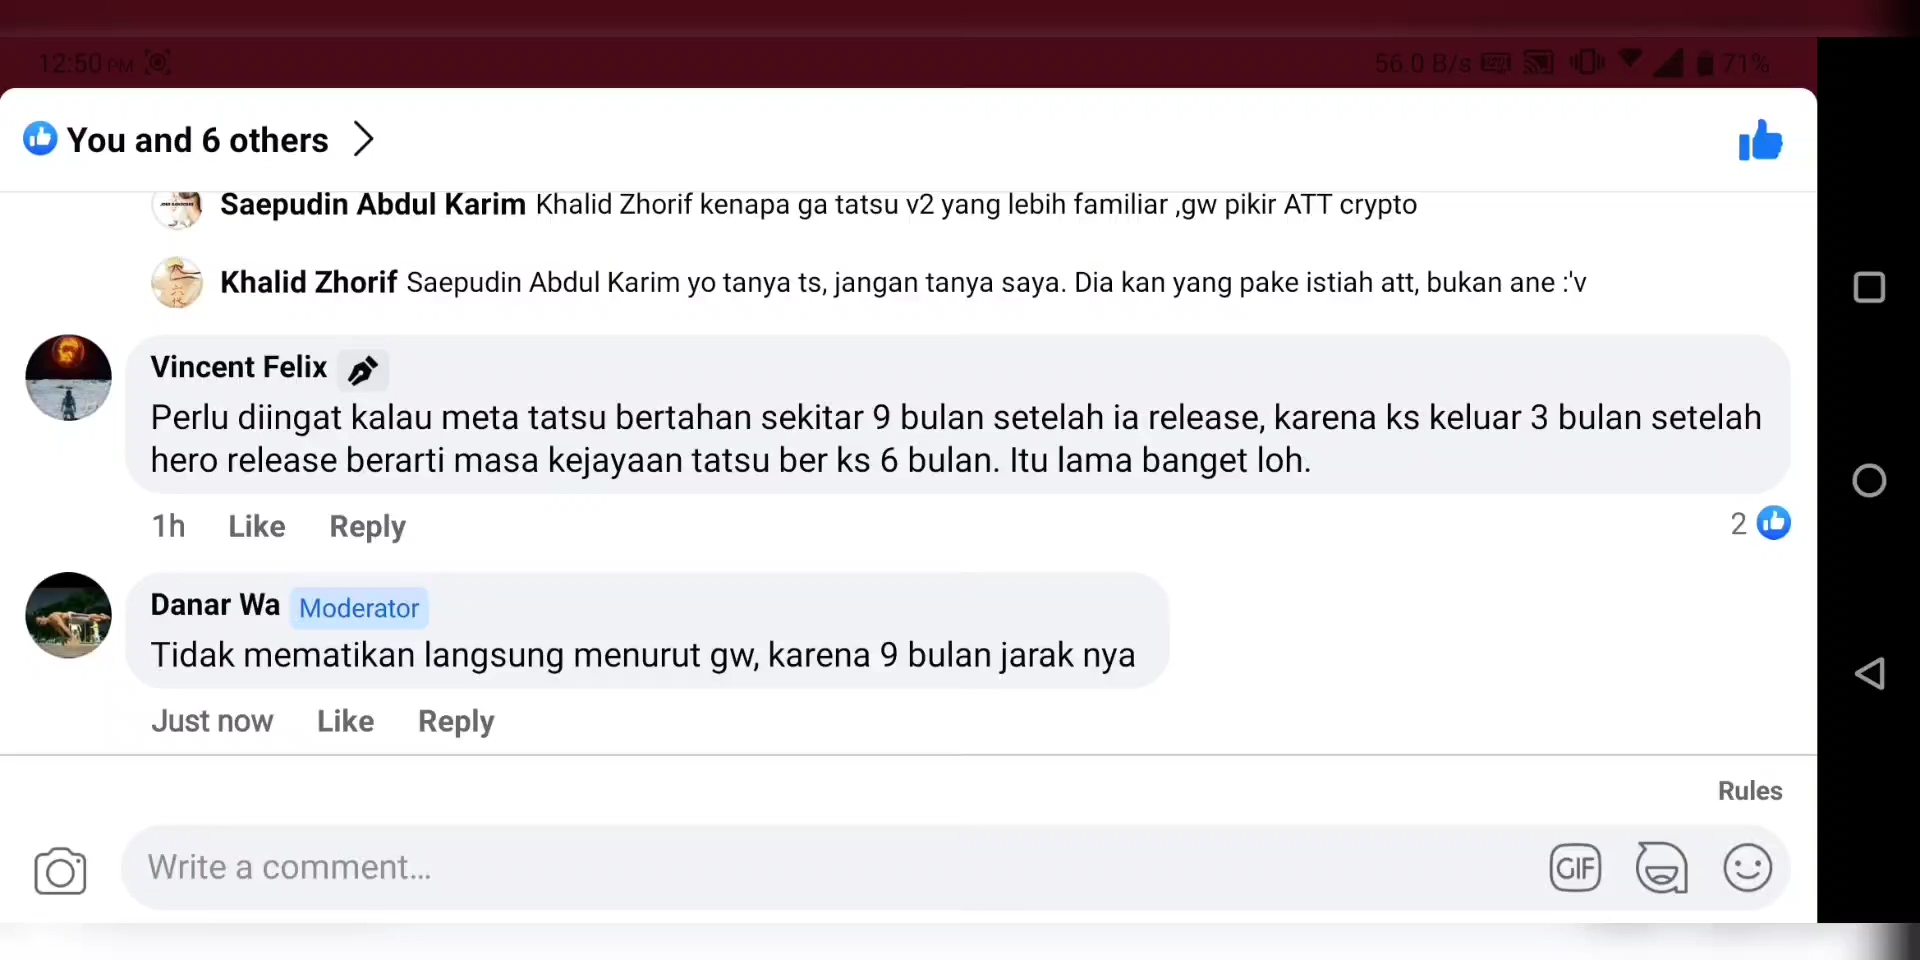 12:50 PM
56.0 B/s
71%
You and 6 others
Saepudin Abdul Karim Khalid Zhorif kenapa ga tatsu v2 yang lebih familiar ,gw pikir ATT crypto
Khalid Zhorif Saepudin Abdul Karim yo tanya ts, jangan tanya saya. Dia kan yang pake istiah att, bukan ane :'v
Vincent Felix
Perlu diingat kalau meta tatsu bertahan sekitar 9 bulan setelah ia release, karena ks keluar 3 bulan setelah
hero release berarti masa kejayaan tatsu ber ks 6 bulan. Itu lama banget loh.
1h Like Reply
2
Danar Wa Moderator
Tidak mematikan langsung menurut gw, karena 9 bulan jarak nya
Just now Like Reply
Rules
Write a comment...
GIF